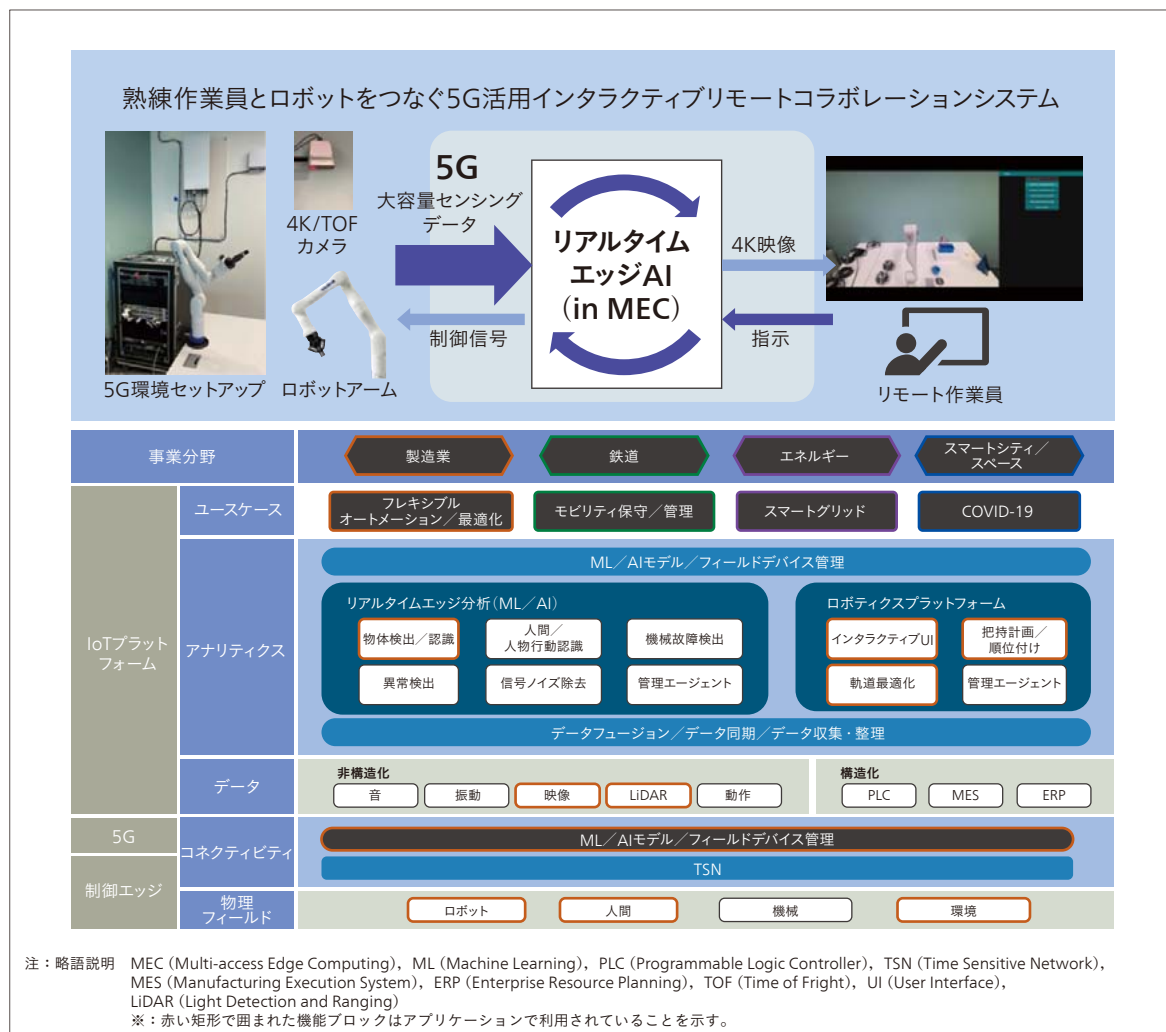 熟練作業員とロボットをつなぐ5G活用インタラクティブリモートコラボレーションシステム
5G
大容量センシング
データ
4K/TOF
カメラ
リアルタイム
エッジAI
(in MEC)
4K映像
制御信号
指示
5G環境セットアップ
ロボットアーム
リモート作業員
事業分野
製造業
鉄道
エネルギー
スマートシティ／
スペース
ユースケース
フレキシブル
オートメーション／最適化
モビリティ保守／管理
スマートグリッド
COVID-19
IoTプラット
フォーム
アナリティクス
ML／AIモデル／フィールドデバイス管理
リアルタイムエッジ分析（ML／AI）
物体検出／認識
人間／
人物行動認識
機械故障検出
異常検出
信号ノイズ除去
管理エージェント
ロボティクスプラットフォーム
インタラクティブUI
把持計画／
順位付け
軌道最適化
管理エージェント
データフュージョン／データ同期／データ収集・整理
データ
非構造化
音
振動
映像
LiDAR
動作
構造化
PLC
MES
ERP
5G
制御エッジ
コネクティビティ
ML／AIモデル／フィールドデバイス管理
TSN
物理
フィールド
ロボット
人間
機械
環境
注：略語説明 MEC（Multi-access Edge Computing），ML（Machine Learning），PLC（Programmable Logic Controller），TSN（Time Sensitive Network），
MES（Manufacturing Execution System），ERP（Enterprise Resource Planning），TOF（Time of Fright），UI（User Interface），
LiDAR（Light Detection and Ranging）
※：赤い矩形で囲まれた機能ブロックはアプリケーションで利用されていることを示す。